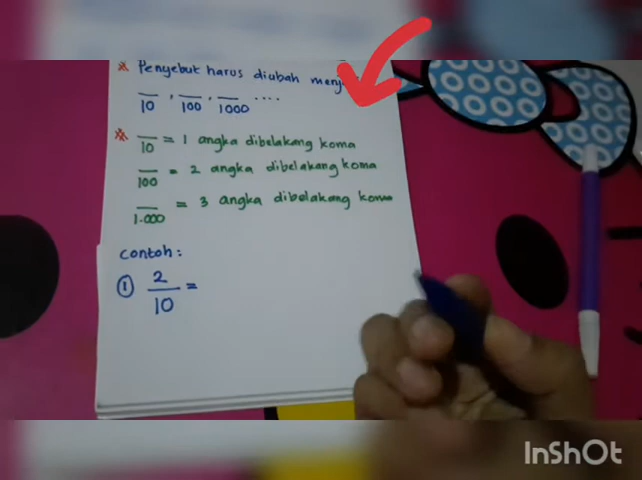 * Penyebut harus diubah
— , — , — ....
10 100 1000
* — = 1 angka dibelakang koma
10
— = 2 angka dibelakang koma
100
— = 3 angka dibelakang koma
1.000
Contoh:
① 2/10 =
InShOt